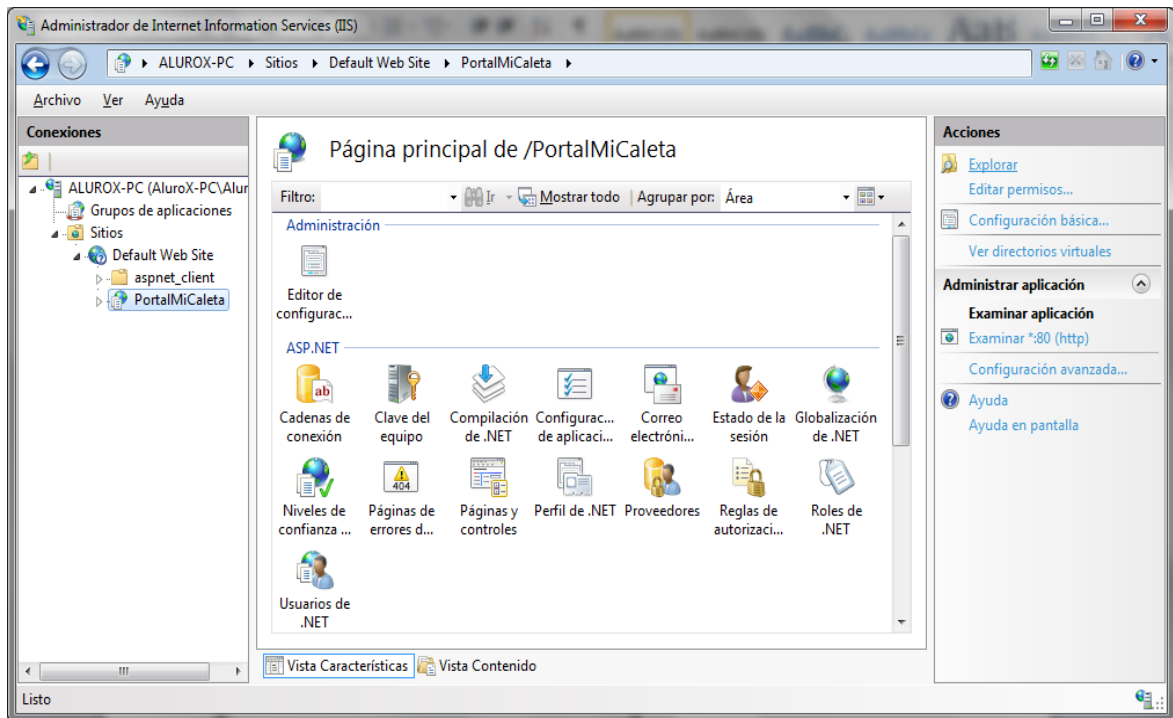 Administrador de Internet Information Services (IIS)
ALUROX-PC Sitios Default Web Site PortalMiCaleta
Archivo Ver Ayuda
Conexiones
ALUROX-PC (AluroX-PC\Alur
Grupos de aplicaciones
Sitios
Default Web Site
aspnet_client
PortalMiCaleta
Página principal de /PortalMiCaleta
Filtro: Ir Mostrar todo Agrupar por: Área
Administración
Editor de
configurac...
ASP.NET
Cadenas de Clave del Compilación Configurac... Correo Estado de la Globalización
conexión equipo de .NET de aplicaci... electróni... sesión de .NET
Niveles de Páginas de Páginas y Perfil de .NET Proveedores Reglas de Roles de
confianza ... errores d... controles autorizaci... .NET
Usuarios de
.NET
Vista Características Vista Contenido
Acciones
Explorar
Editar permisos...
Configuración básica...
Ver directorios virtuales
Administrar aplicación
Examinar aplicación
Examinar *:80 (http)
Configuración avanzada...
Ayuda
Ayuda en pantalla
Listo